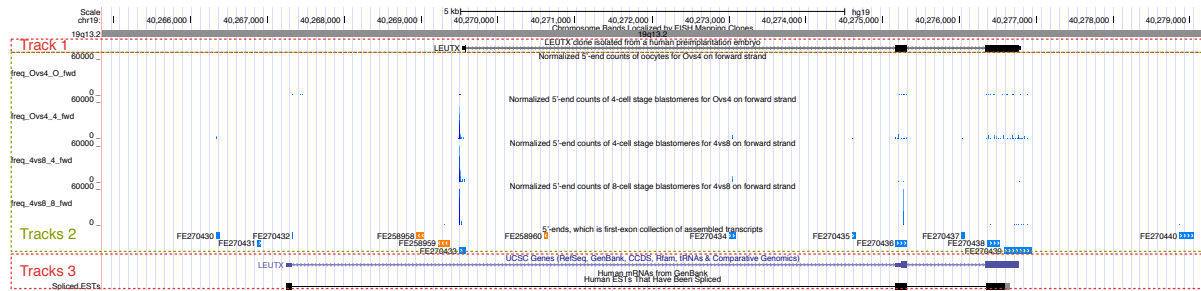 Scale 5 kb hg19
chr19: 40,266,000 40,267,000 40,268,000 40,269,000 40,270,000 40,271,000 40,272,000 40,273,000 40,274,000 40,275,000 40,276,000 40,277,000 40,278,000 40,279,000
Chromosome Bands Localized by FISH Mapping Clones
19q13.2 19q13.2
Track 1
LEUTX clone isolated from a human preimplantation embryo
LEUTX
Normalized 5'-end counts of oocytes for Ovs4 on forward strand
60000
freq_Ovs4_O_fwd
0
Normalized 5'-end counts of 4-cell stage blastomeres for Ovs4 on forward strand
60000
freq_Ovs4_4_fwd
0
Normalized 5'-end counts of 4-cell stage blastomeres for 4vs8 on forward strand
60000
freq_4vs8_4_fwd
0
Normalized 5'-end counts of 8-cell stage blastomeres for 4vs8 on forward strand
60000
freq_4vs8_8_fwd
0
5'-ends, which is first-exon collection of assembled transcripts
Tracks 2
FE270430 FE270432 FE258958 FE258960 FE270434 FE270435 FE270437 FE270440
FE270431 FE258959 FE270436 FE270438
FE270433 FE270439
Tracks 3
UCSC Genes (RefSeq, GenBank, CCDS, Rfam, tRNAs & Comparative Genomics)
LEUTX
Human mRNAs from GenBank
Human ESTs That Have Been Spliced
Spliced ESTs